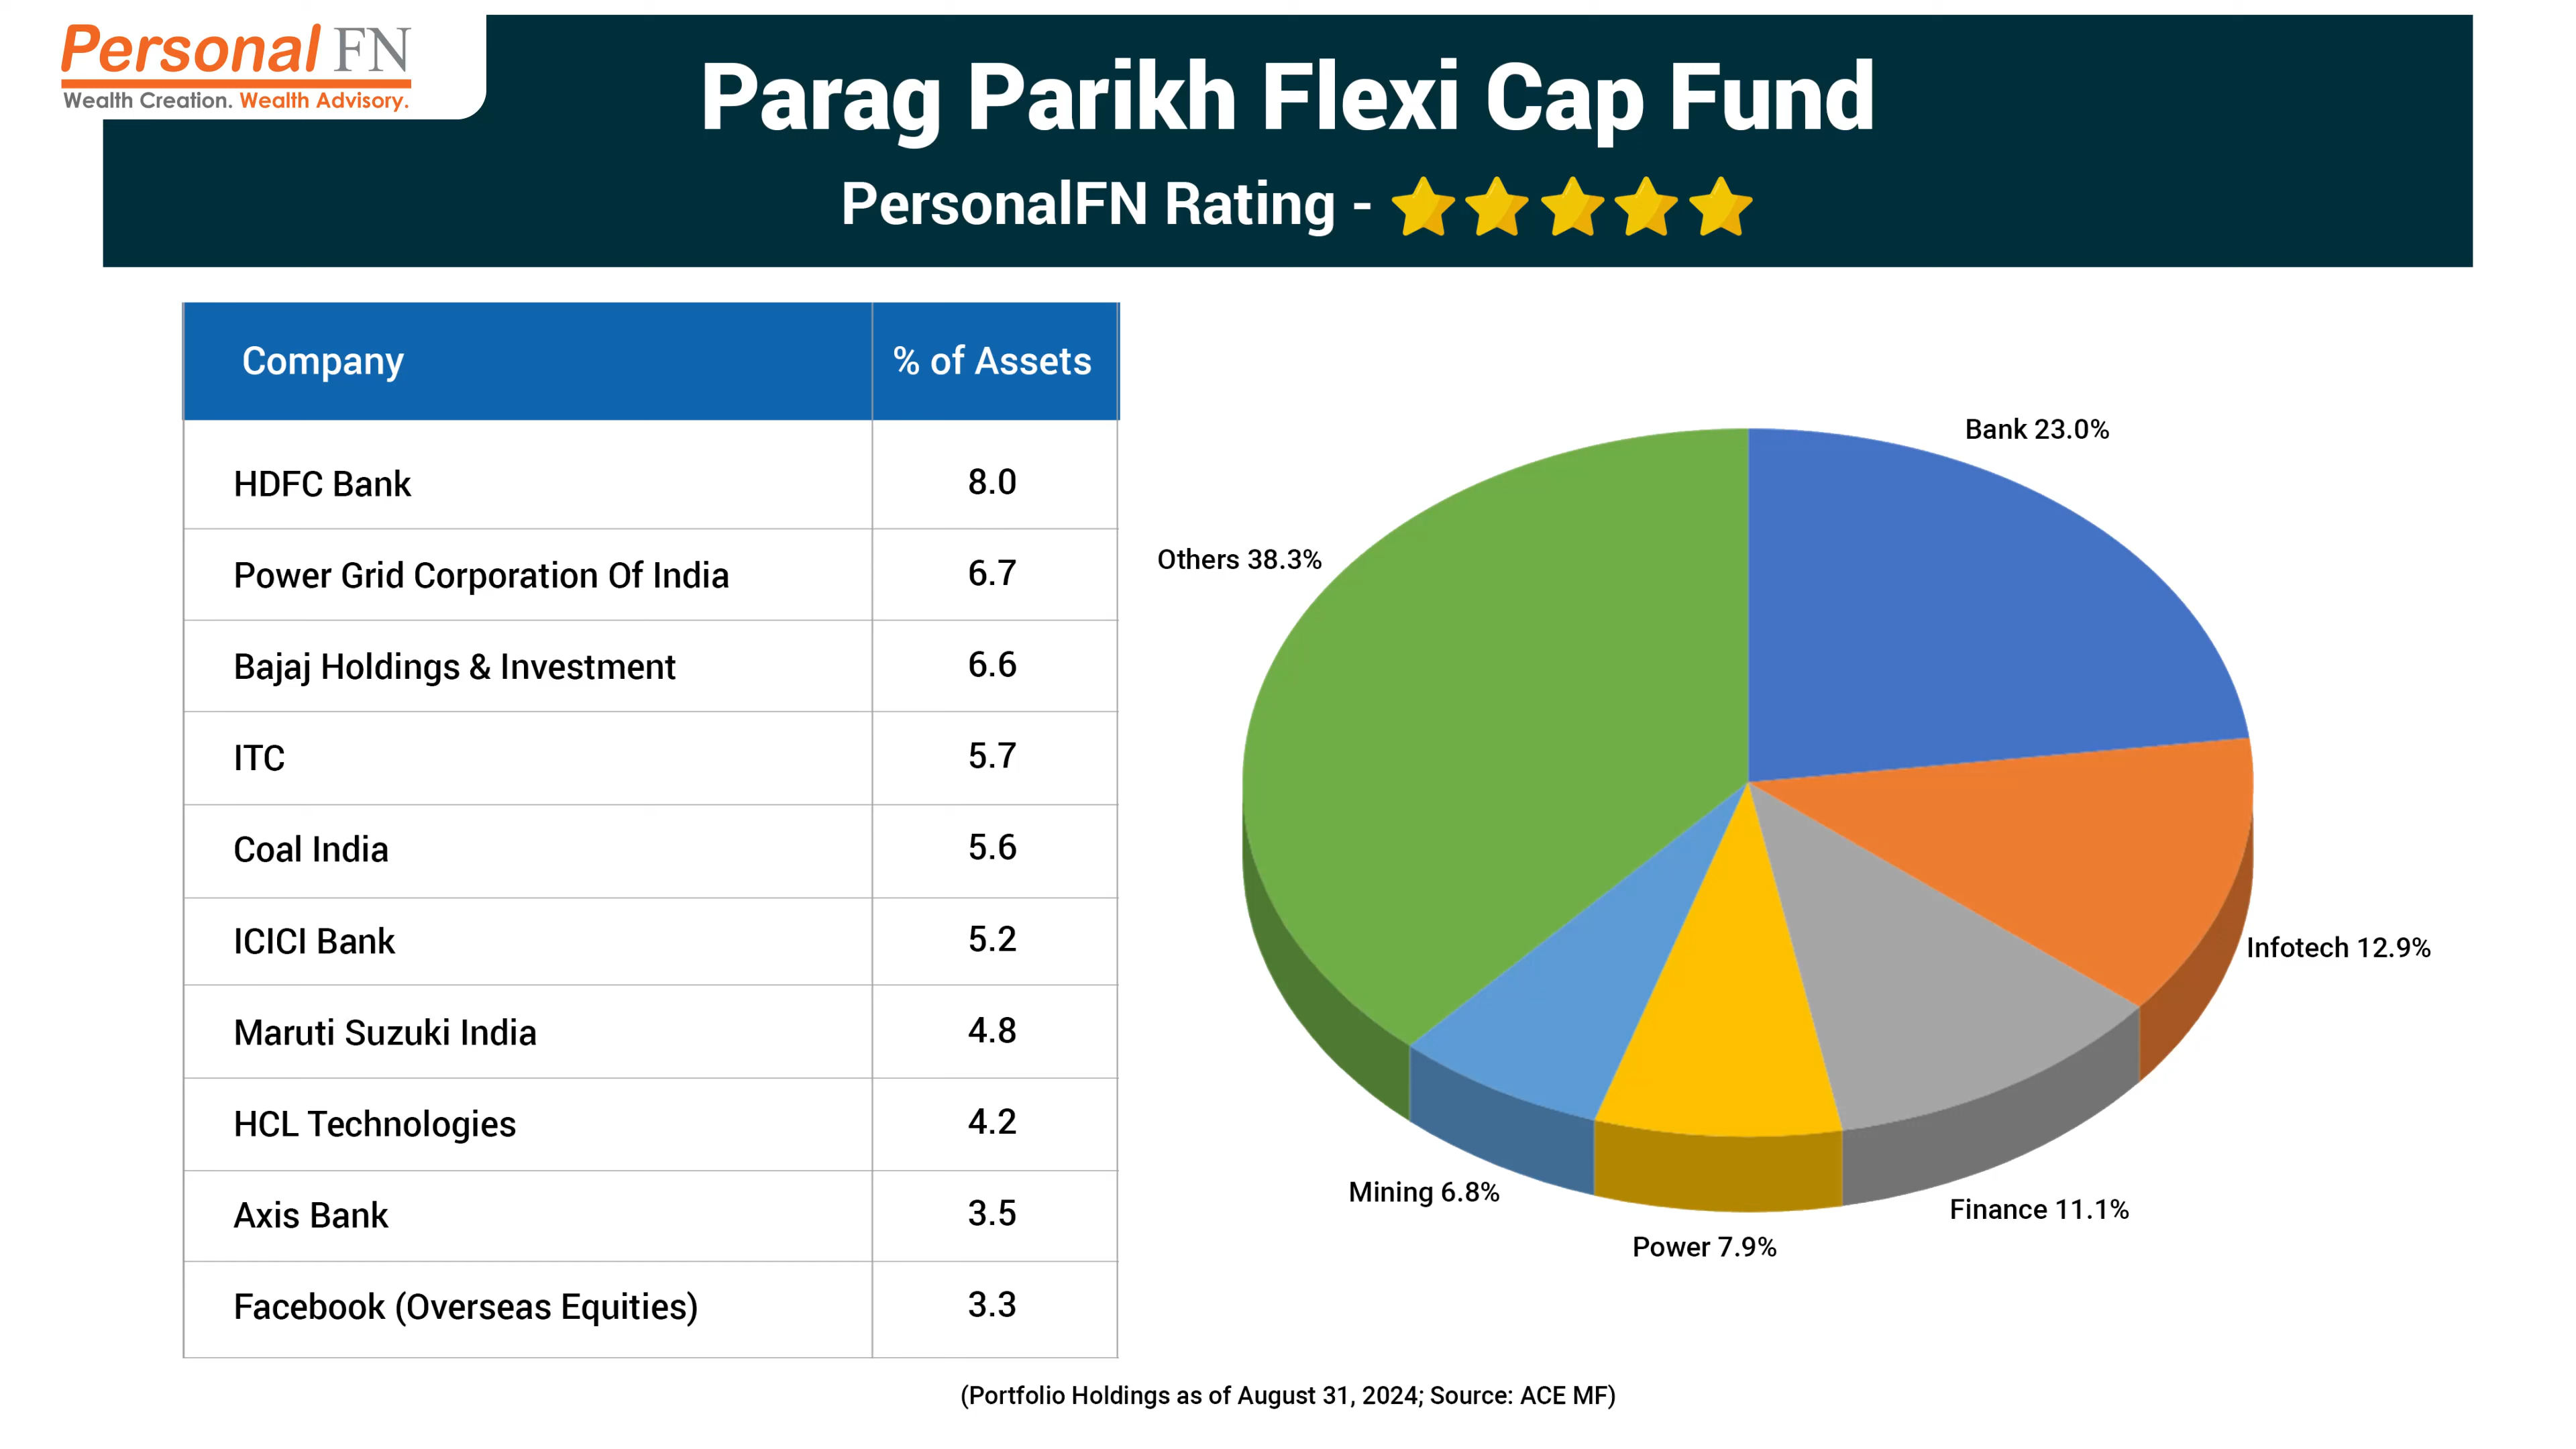 Personal FN
Wealth Creation. Wealth Advisory.
Parag Parikh Flexi Cap Fund
PersonalFN Rating -
Company % of Assets
HDFC Bank 8.0
Power Grid Corporation Of India 6.7
Bajaj Holdings & Investment 6.6
ITC 5.7
Coal India 5.6
ICICI Bank 5.2
Maruti Suzuki India 4.8
HCL Technologies 4.2
Axis Bank 3.5
Facebook (Overseas Equities) 3.3
Bank 23.0%
Others 38.3%
Infotech 12.9%
Mining 6.8%
Finance 11.1%
Power 7.9%
(Portfolio Holdings as of August 31, 2024; Source: ACE MF)